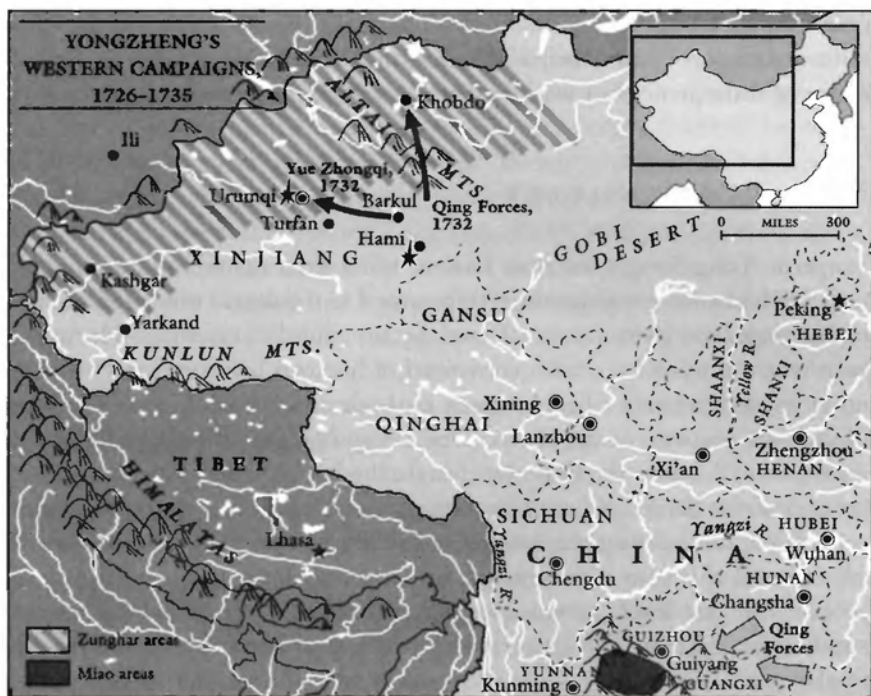 YONGZHENG'S
WESTERN CAMPAIGNS,
1726–1735
Ili
ALTAI
MTS
Khobdo
Yue Zhongqi,
1732
Urumqi
Barkul
Qing Forces,
1732
Turfan
Hami
XINJIANG
GOBI
DESERT
MILES
0
300
Kashgar
Yarkand
KUNLUN MTS.
GANSU
Peking
HEBEI
SHAANXI
Yellow R.
SHANXI
QINGHAI
Xining
Lanzhou
Xi'an
Zhengzhou
HENAN
TIBET
HIMALAYAS
Lhasa
SICHUAN
Yangzi R.
HUBEI
CHINA
Wuhan
Yangzi R.
Chengdu
HUNAN
Changsha
GUIZHOU
Qing
Forces
Guiyang
YUNNAN
GUANGXI
Kunming
Zunghar areas
Miao areas